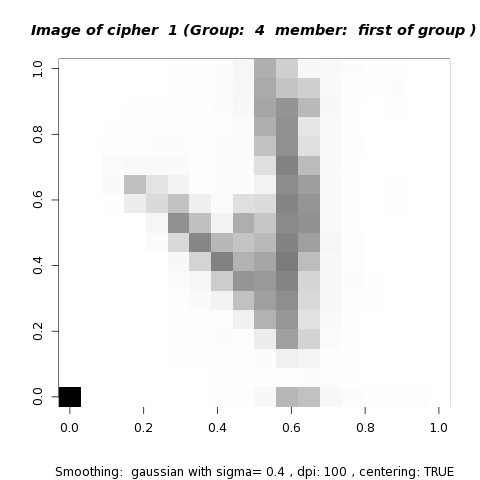 Image of cipher 1 (Group: 4 member: first of group )
1.0
0.8
0.6
0.4
0.2
0.0
0.0 0.2 0.4 0.6 0.8 1.0
Smoothing: gaussian with sigma= 0.4 , dpi: 100 , centering: TRUE